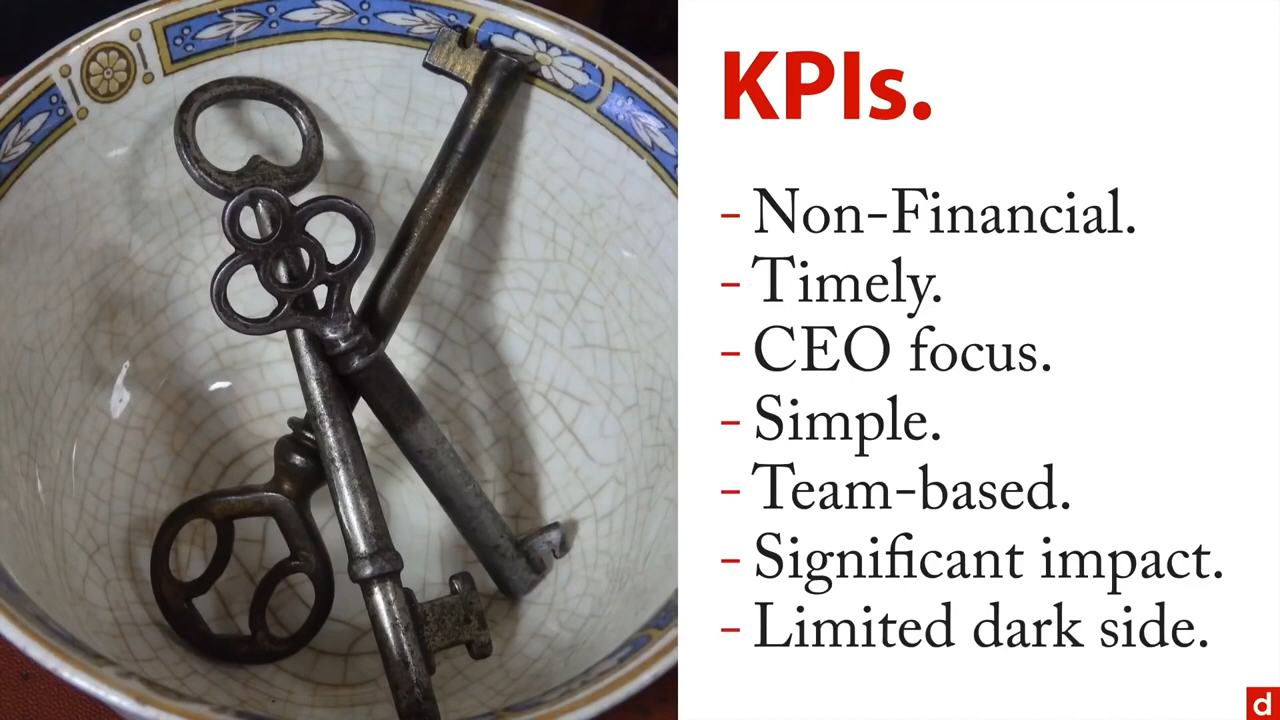 KPIs.
- Non-Financial.
- Timely.
- CEO focus.
- Simple.
- Team-based.
- Significant impact.
- Limited dark side.
d